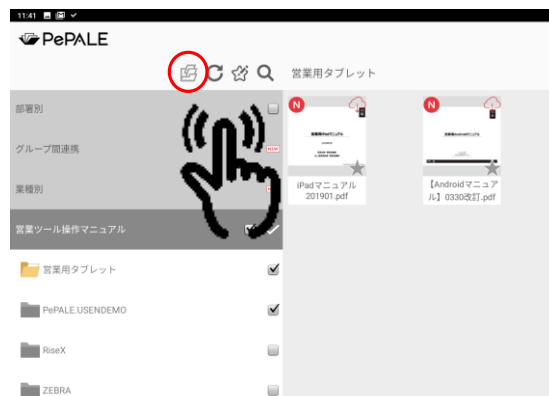 11:41
PePALE
営業用タブレット
部署別
グループ間連携
NEW
業種別
営業ツール操作マニュアル
営業用タブレット
PePALE.USENDEMO
RiseX
ZEBRA
N
N
iPadマニュアル
201901.pdf
【Androidマニュア
ル】0330改訂.pdf